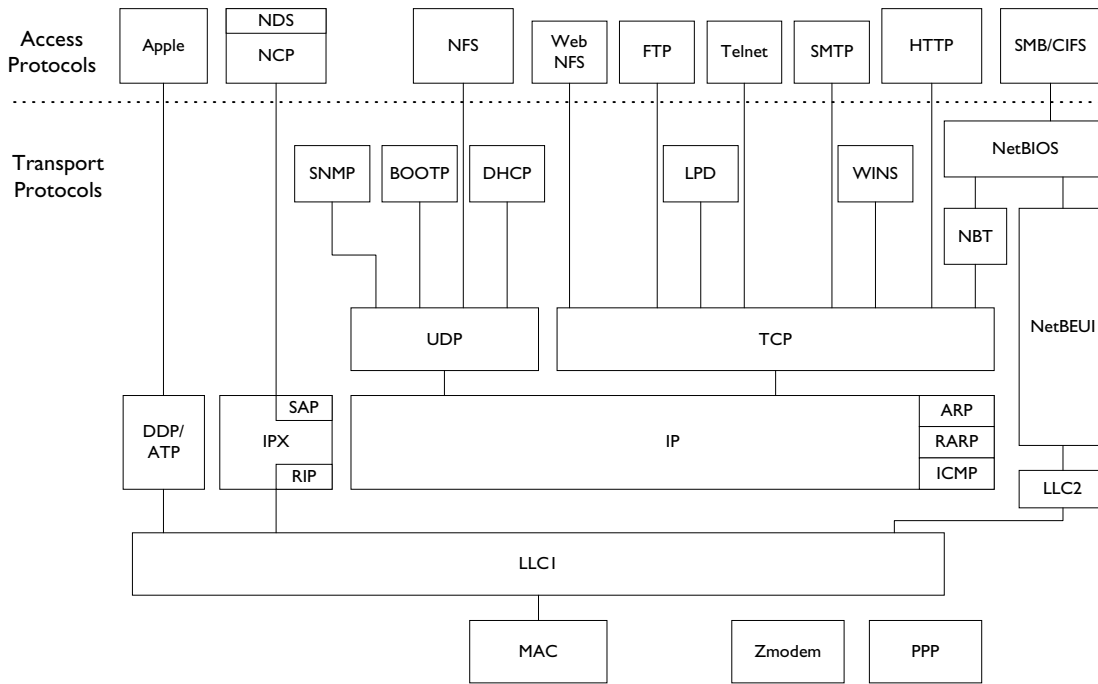 Access
Protocols
Apple
NDS
NCP
NFS
Web
NFS
FTP
Telnet
SMTP
HTTP
SMB/CIFS
Transport
Protocols
SNMP
BOOTP
DHCP
LPD
WINS
NetBIOS
NBT
NetBEUI
UDP
TCP
DDP/
ATP
SAP
IPX
RIP
IP
ARP
RARP
ICMP
LLC2
LLC1
MAC
Zmodem
PPP